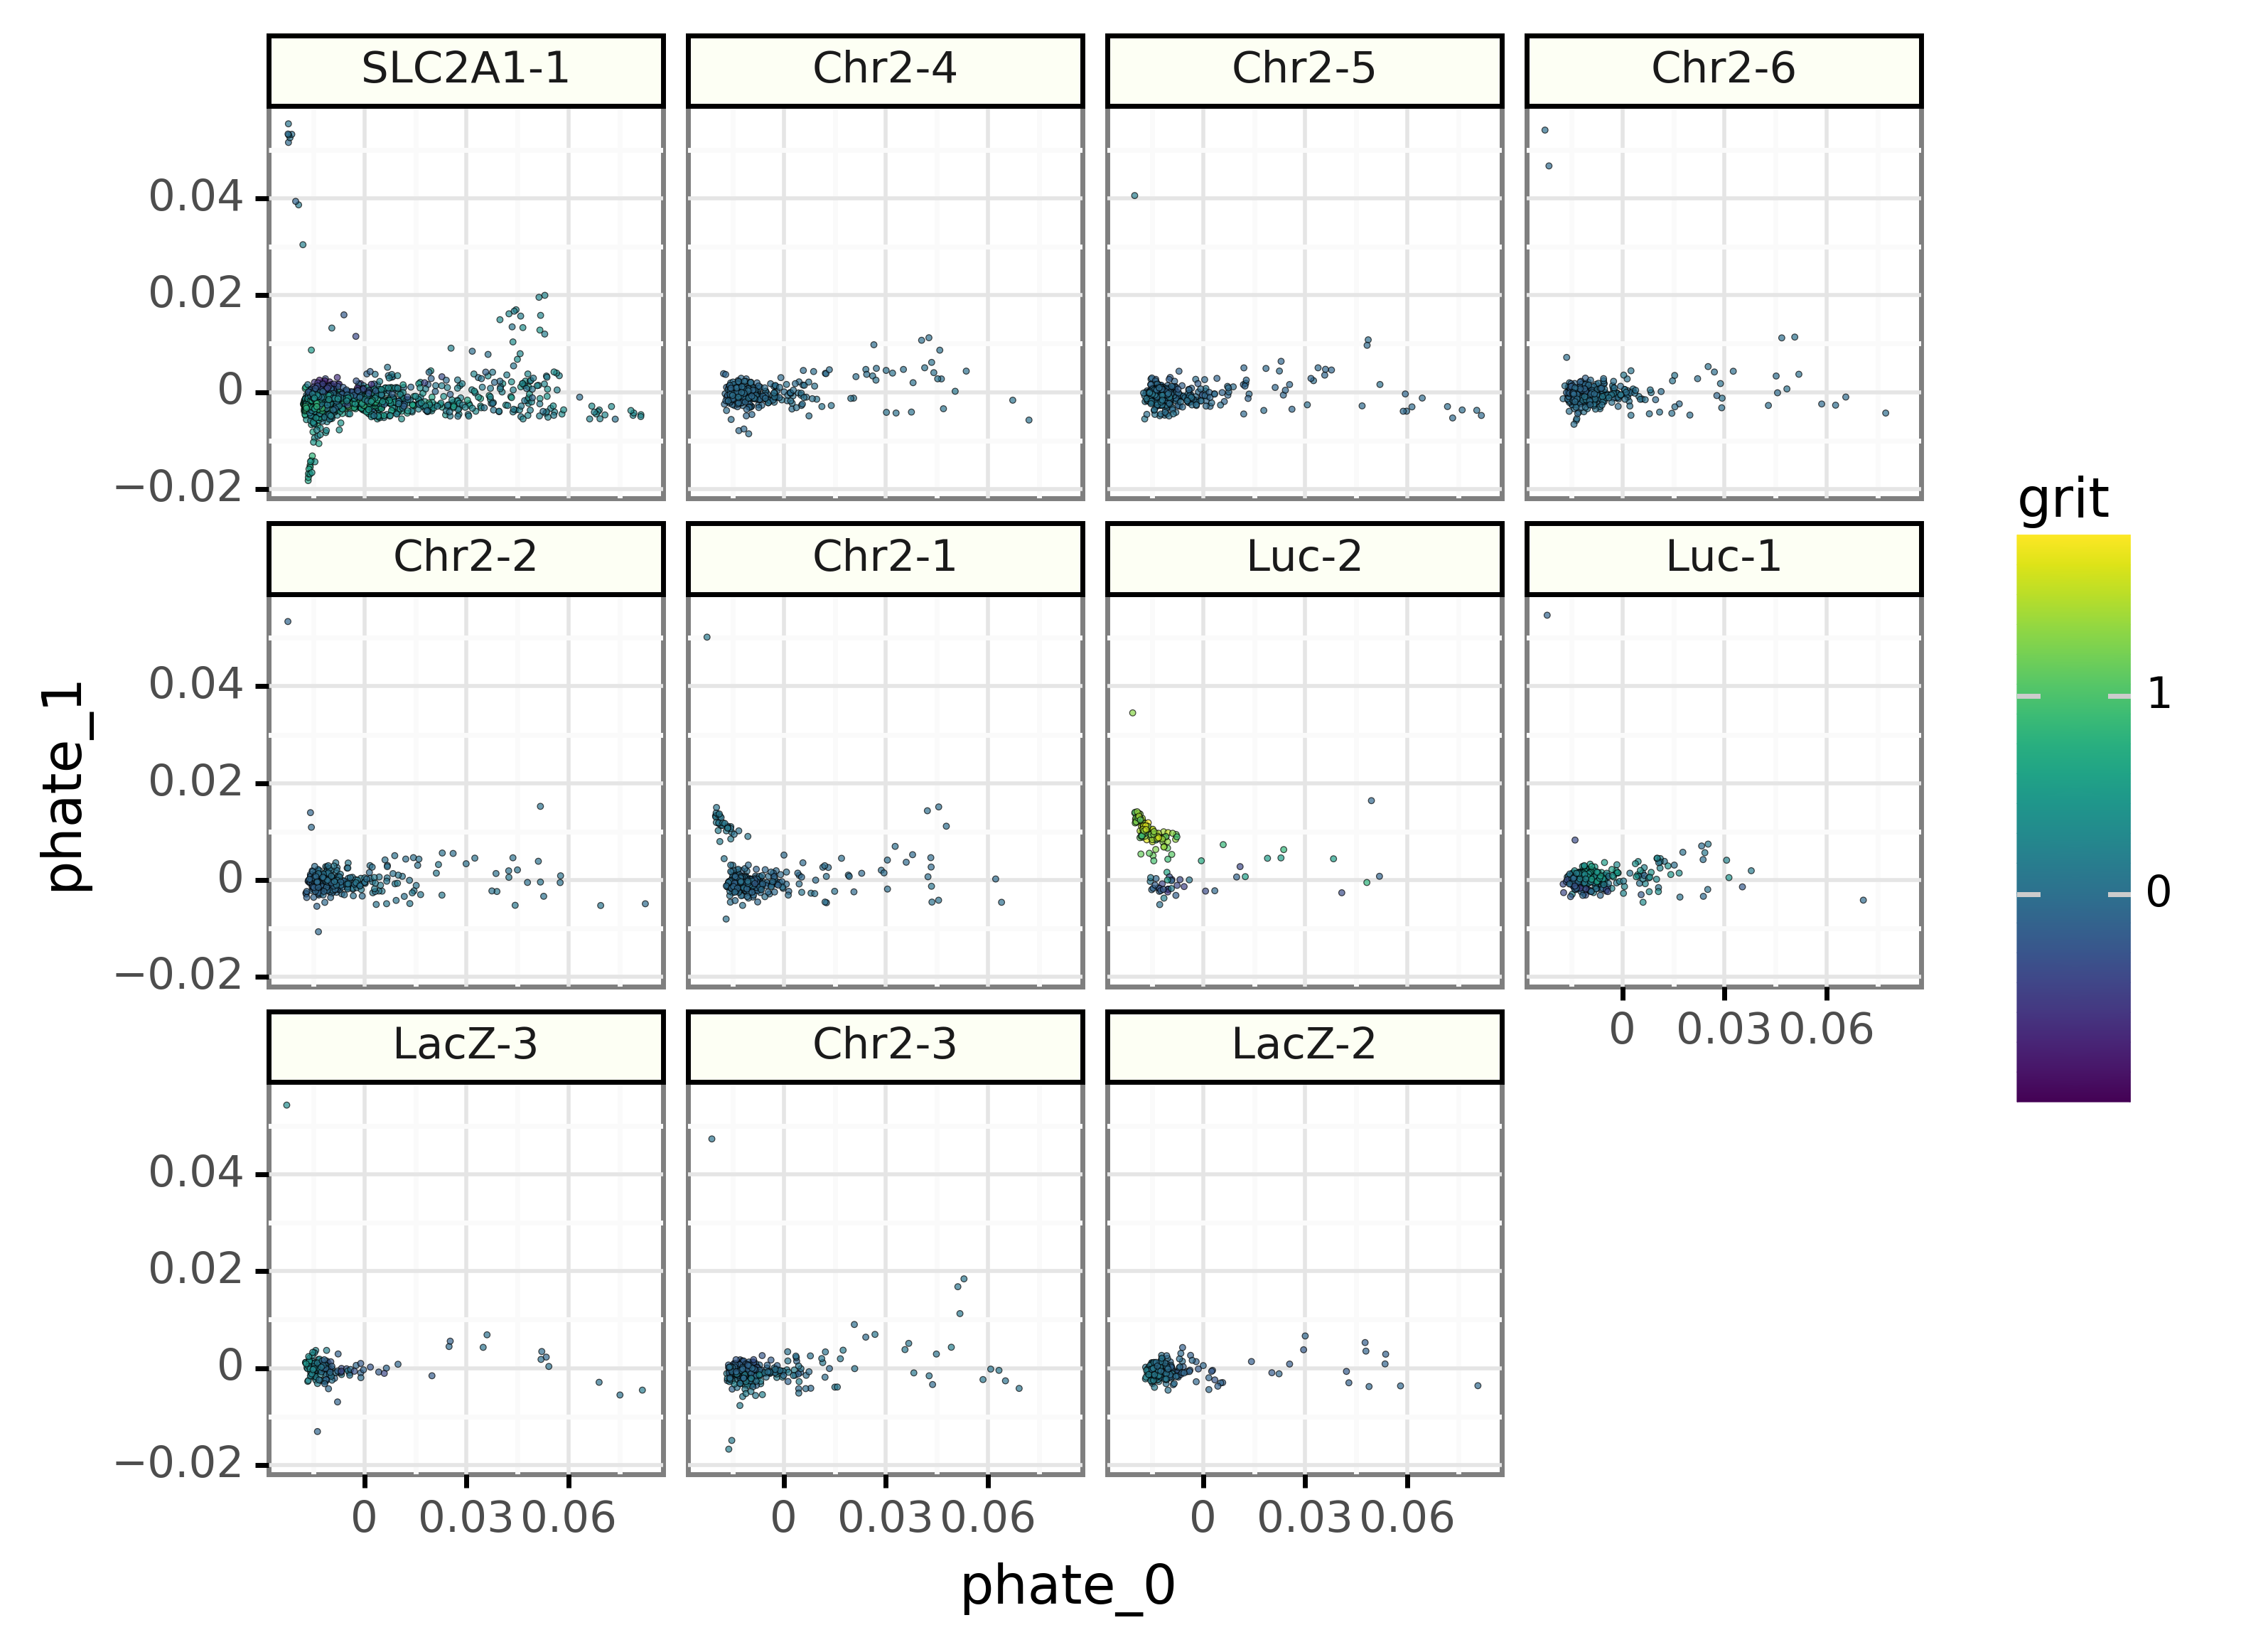 SLC2A1-1 Chr2-4 Chr2-5 Chr2-6
0.04
0.02
0
−0.02
Chr2-2 Chr2-1 Luc-2 Luc-1
0.04
0.02
0
−0.02
0 0.03 0.06
LacZ-3 Chr2-3 LacZ-2
0.04
0.02
0
−0.02
0 0.03 0.06 0 0.03 0.06 0 0.03 0.06
phate_0
phate_1
grit
1
0